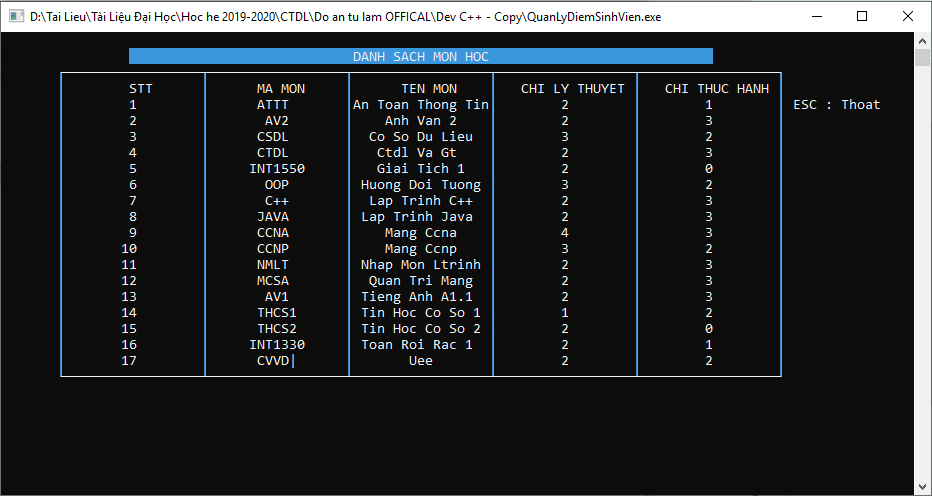 D:\Tai Lieu\Tài Liệu Đại Học\Hoc he 2019-2020\CTDL\Do an tu lam OFFICAL\Dev C++ - Copy\QuanLyDiemSinhVien.exe
DANH SACH MON HOC
STT MA MON TEN MON CHI LY THUYET CHI THUC HANH
1 ATTT An Toan Thong Tin 2 1 ESC : Thoat
2 AV2 Anh Van 2 2 3
3 CSDL Co So Du Lieu 3 2
4 CTDL Ctdl Va Gt 2 3
5 INT1550 Giai Tich 1 2 0
6 OOP Huong Doi Tuong 3 2
7 C++ Lap Trinh C++ 2 3
8 JAVA Lap Trinh Java 2 3
9 CCNA Mang Ccna 4 3
10 CCNP Mang Ccnp 3 2
11 NMLT Nhap Mon Ltrinh 2 3
12 MCSA Quan Tri Mang 2 3
13 AV1 Tieng Anh A1.1 2 3
14 THCS1 Tin Hoc Co So 1 1 2
15 THCS2 Tin Hoc Co So 2 2 0
16 INT1330 Toan Roi Rac 1 2 1
17 CVVD| Uee 2 2